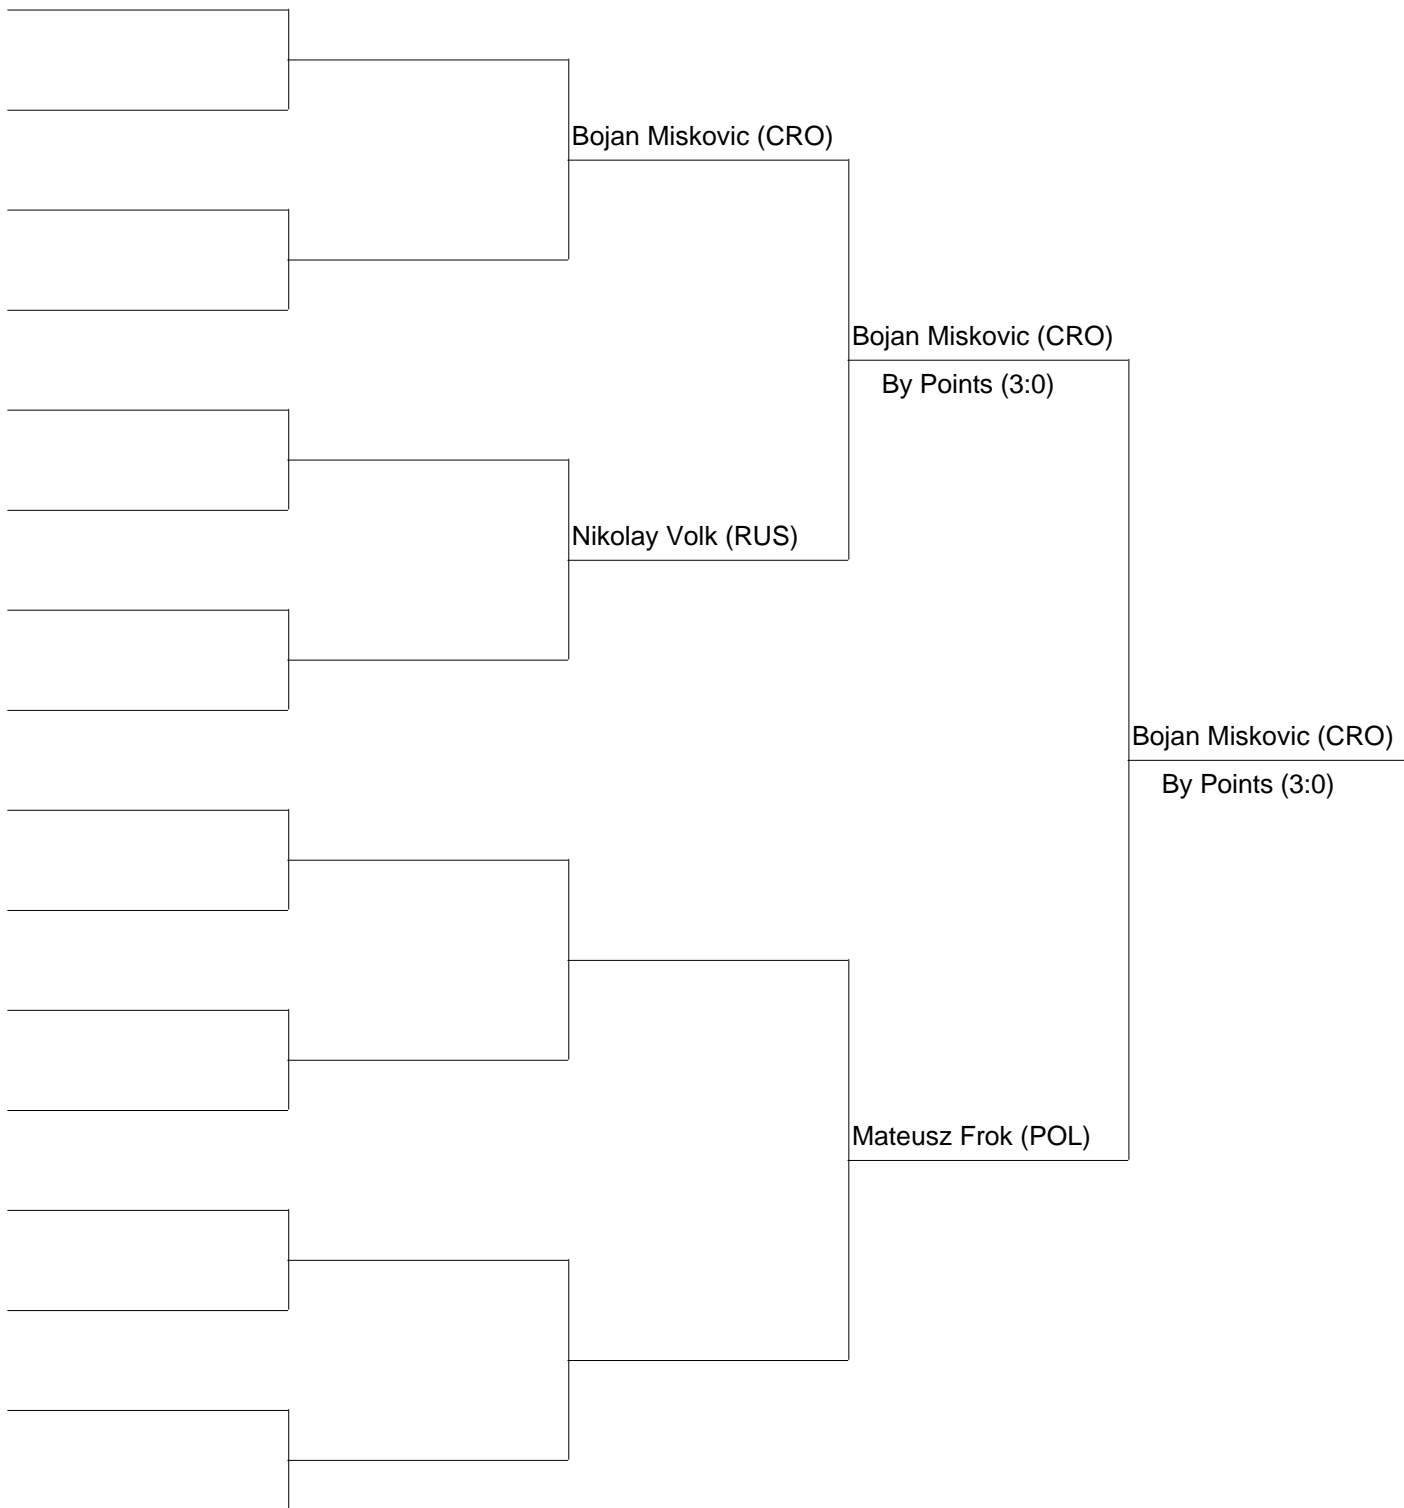 Bojan Miskovic (CRO)
Bojan Miskovic (CRO)
By Points (3:0)
Nikolay Volk (RUS)
Bojan Miskovic (CRO)
By Points (3:0)
Mateusz Frok (POL)